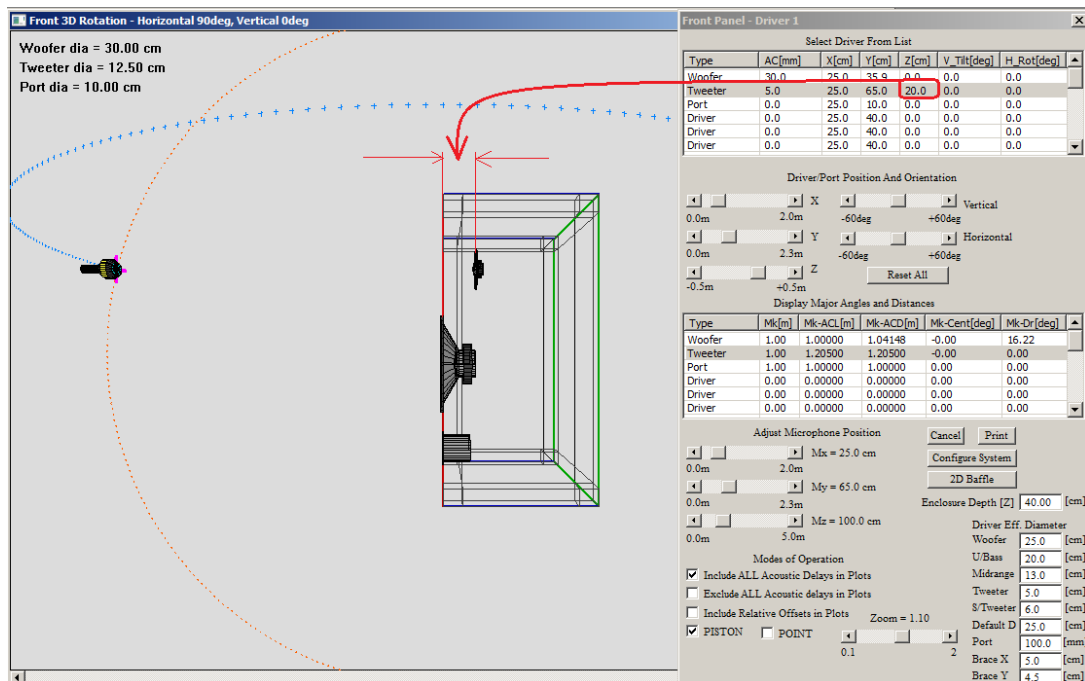 Front 3D Rotation - Horizontal 90deg, Vertical 0deg
Woofer dia = 30.00 cm
Tweeter dia = 12.50 cm
Port dia = 10.00 cm
Front Panel - Driver 1
Select Driver From List
Type AC[mm] X[cm] Y[cm] Z[cm] V_Tilt[deg] H_Rot[deg]
Woofer 30.0 25.0 35.9 0.0 0.0 0.0
Tweeter 5.0 25.0 65.0 20.0 0.0 0.0
Port 0.0 25.0 10.0 0.0 0.0 0.0
Driver 0.0 25.0 40.0 0.0 0.0 0.0
Driver 0.0 25.0 40.0 0.0 0.0 0.0
Driver 0.0 25.0 40.0 0.0 0.0 0.0
Driver/Port Position And Orientation
X Vertical
0.0m 2.0m -60deg +60deg
Y Horizontal
0.0m 2.3m -60deg +60deg
Z Reset All
-0.5m +0.5m
Display Major Angles and Distances
Type Mk[m] Mk-ACL[m] Mk-ACD[m] Mk-Cent[deg] Mk-Dr[deg]
Woofer 1.00 1.00000 1.04148 -0.00 16.22
Tweeter 1.00 1.20500 1.20500 -0.00 0.00
Port 1.00 1.00000 1.00000 0.00 0.00
Driver 0.00 0.00000 0.00000 0.00 0.00
Driver 0.00 0.00000 0.00000 0.00 0.00
Driver 0.00 0.00000 0.00000 0.00 0.00
Adjust Microphone Position Cancel Print
Mx = 25.0 cm Configure System
0.0m 2.0m
My = 65.0 cm 2D Baffle
0.0m 2.3m
Enclosure Depth [Z] 40.00 [cm]
Mz = 100.0 cm
0.0m 5.0m
Driver Eff. Diameter
Woofer 25.0 [cm]
U/Bass 20.0 [cm]
Midrange 13.0 [cm]
Tweeter 5.0 [cm]
S/Tweeter 6.0 [cm]
Default D 25.0 [cm]
Port 100.0 [mm]
Brace X 5.0 [cm]
Brace Y 4.5 [cm]
Modes of Operation
Include ALL Acoustic Delays in Plots
Exclude ALL Acoustic delays in Plots
Include Relative Offsets in Plots
PISTON POINT
Zoom = 1.10
0.1 2